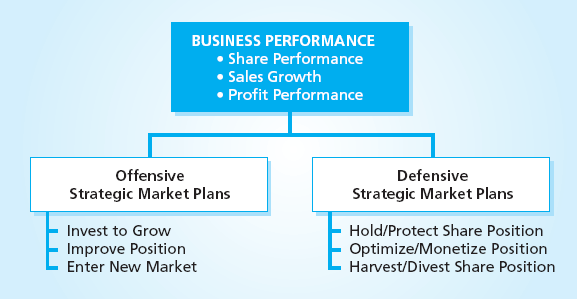 BUSINESS PERFORMANCE
• Share Performance
• Sales Growth
• Profit Performance
Offensive
Strategic Market Plans
Invest to Grow
Improve Position
Enter New Market
Defensive
Strategic Market Plans
Hold/Protect Share Position
Optimize/Monetize Position
Harvest/Divest Share Position